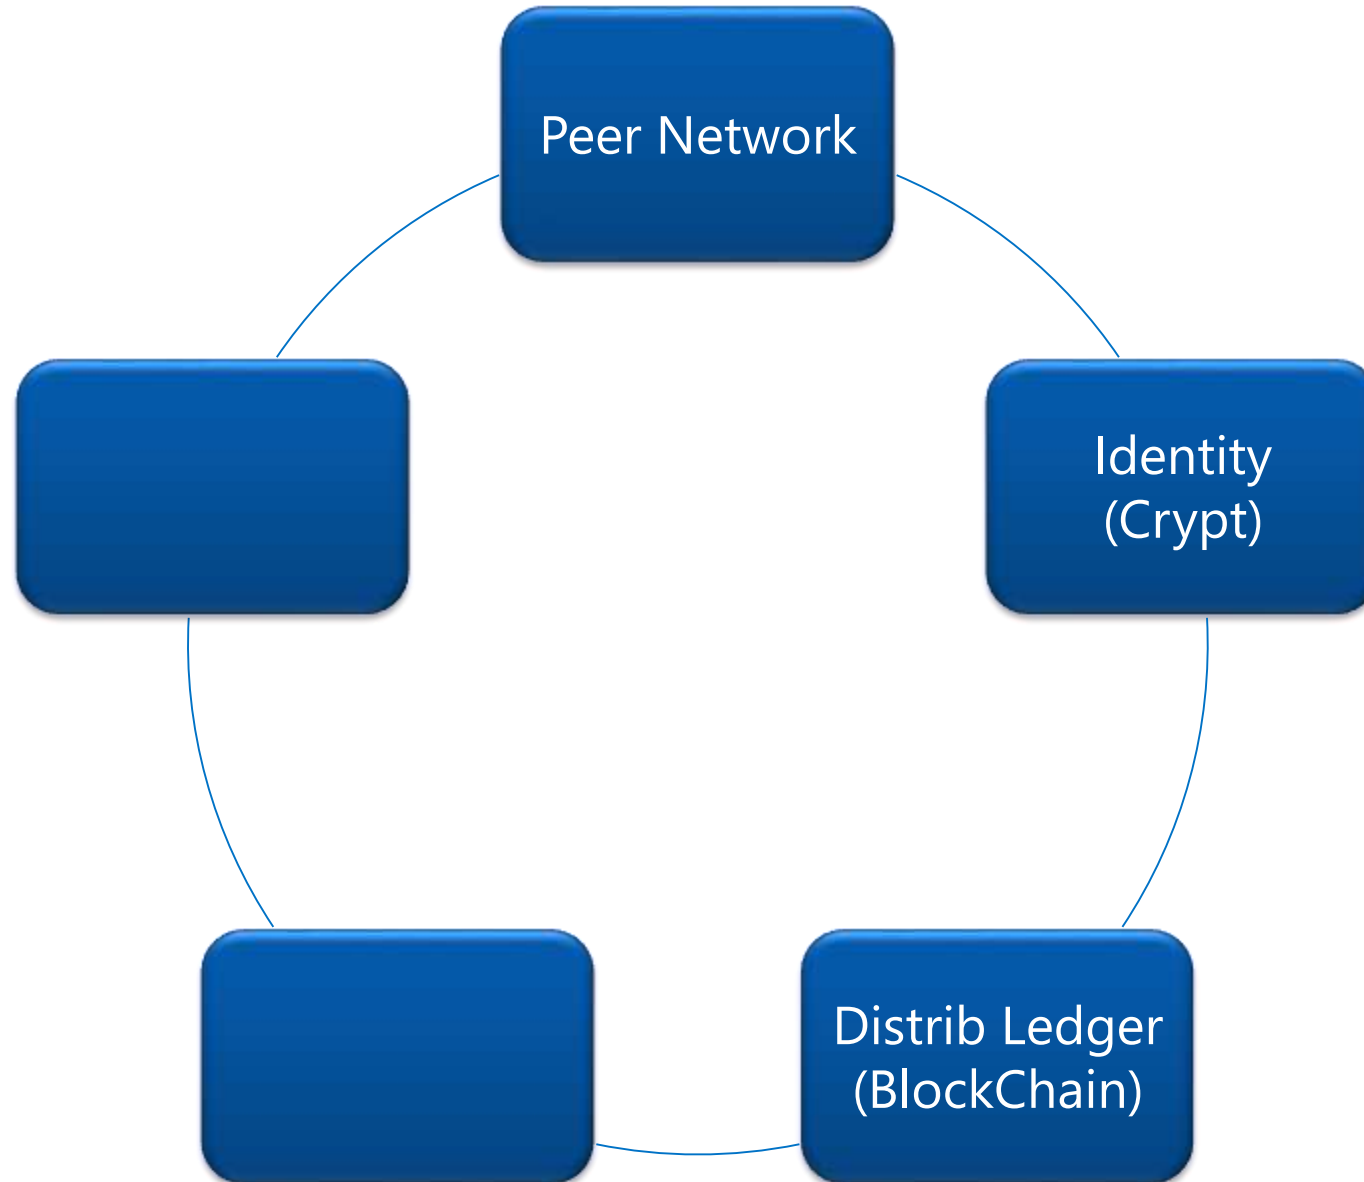 Peer Network
Identity
(Crypt)
Distrib Ledger
(BlockChain)